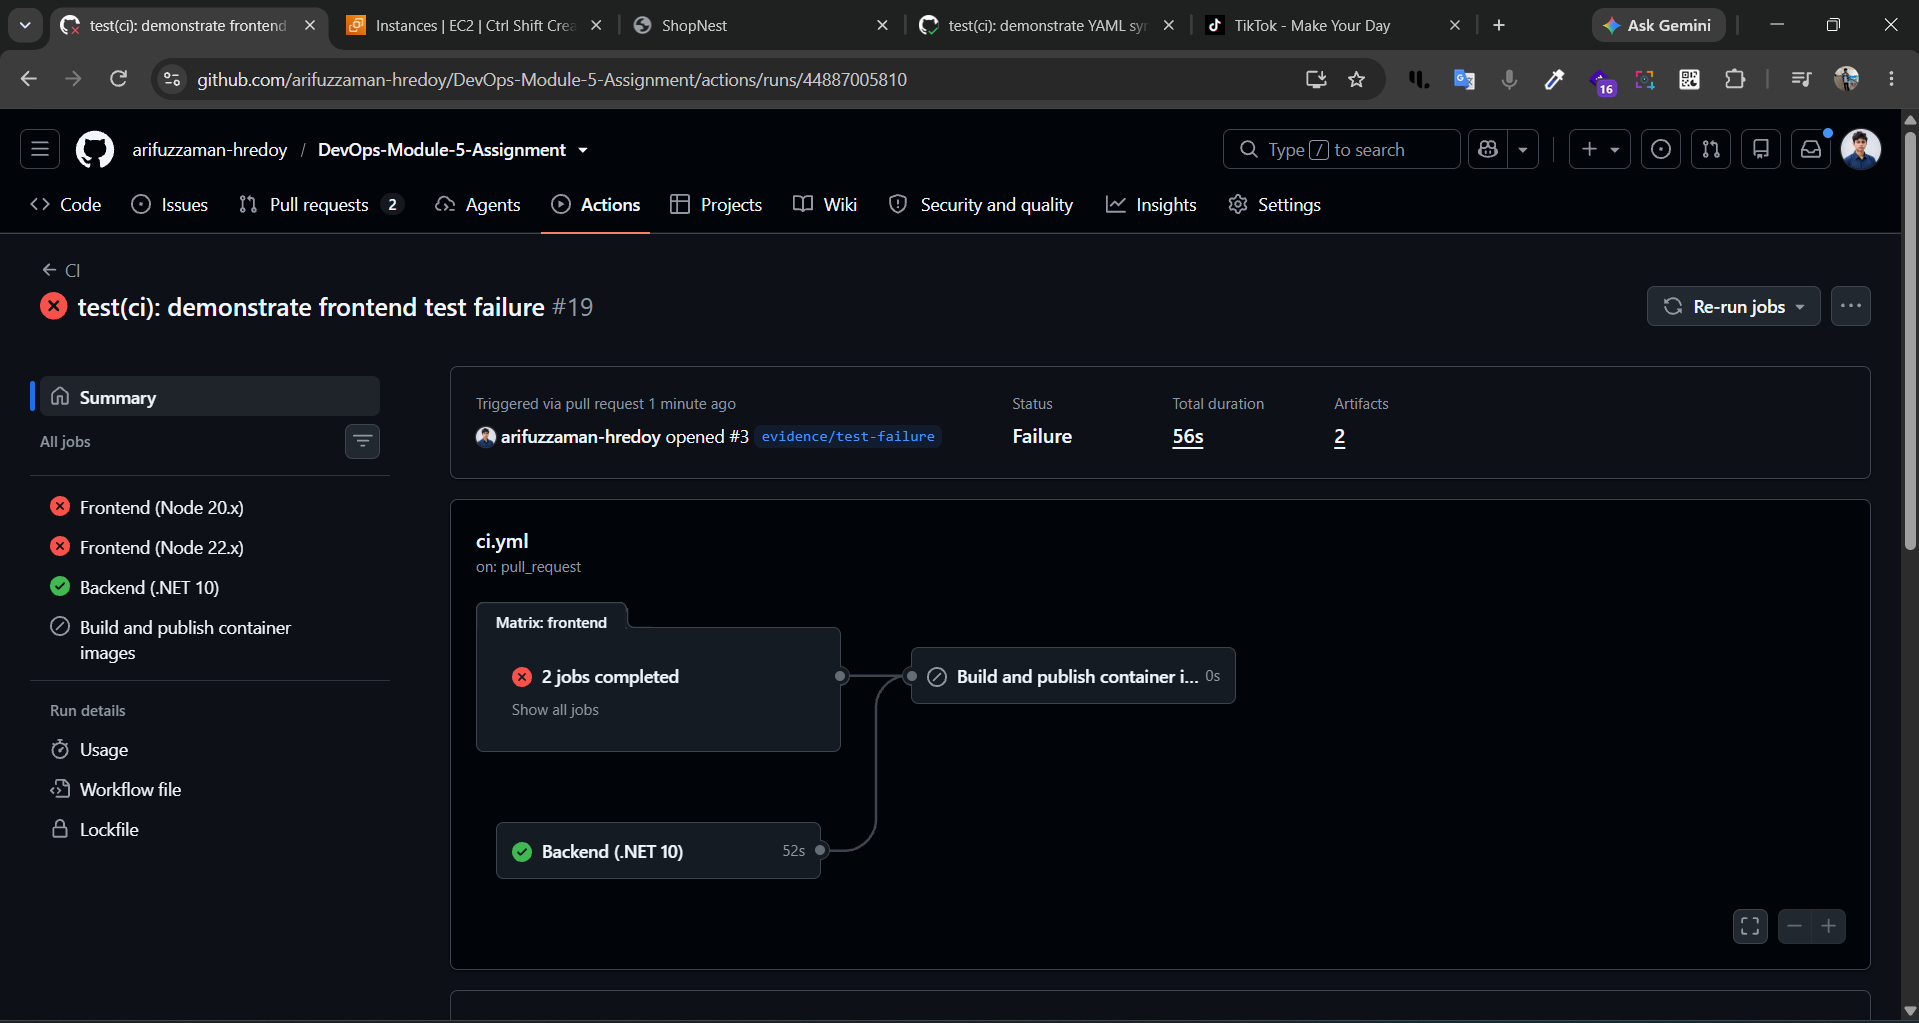 test(ci): demonstrate frontend
Instances | EC2 | Ctrl Shift Crea
ShopNest
test(ci): demonstrate YAML syn
TikTok - Make Your Day
Ask Gemini
github.com/arifuzzaman-hredoy/DevOps-Module-5-Assignment/actions/runs/44887005810
16
arifuzzaman-hredoy / DevOps-Module-5-Assignment
Type / to search
Code
Issues
Pull requests 2
Agents
Actions
Projects
Wiki
Security and quality
Insights
Settings
CI
test(ci): demonstrate frontend test failure #19
Re-run jobs
Summary
All jobs
Frontend (Node 20.x)
Frontend (Node 22.x)
Backend (.NET 10)
Build and publish container
images
Run details
Usage
Workflow file
Lockfile
Triggered via pull request 1 minute ago
arifuzzaman-hredoy opened #3 evidence/test-failure
Status
Failure
Total duration
56s
Artifacts
2
ci.yml
on: pull_request
Matrix: frontend
2 jobs completed
Show all jobs
Build and publish container i... 0s
Backend (.NET 10) 52s